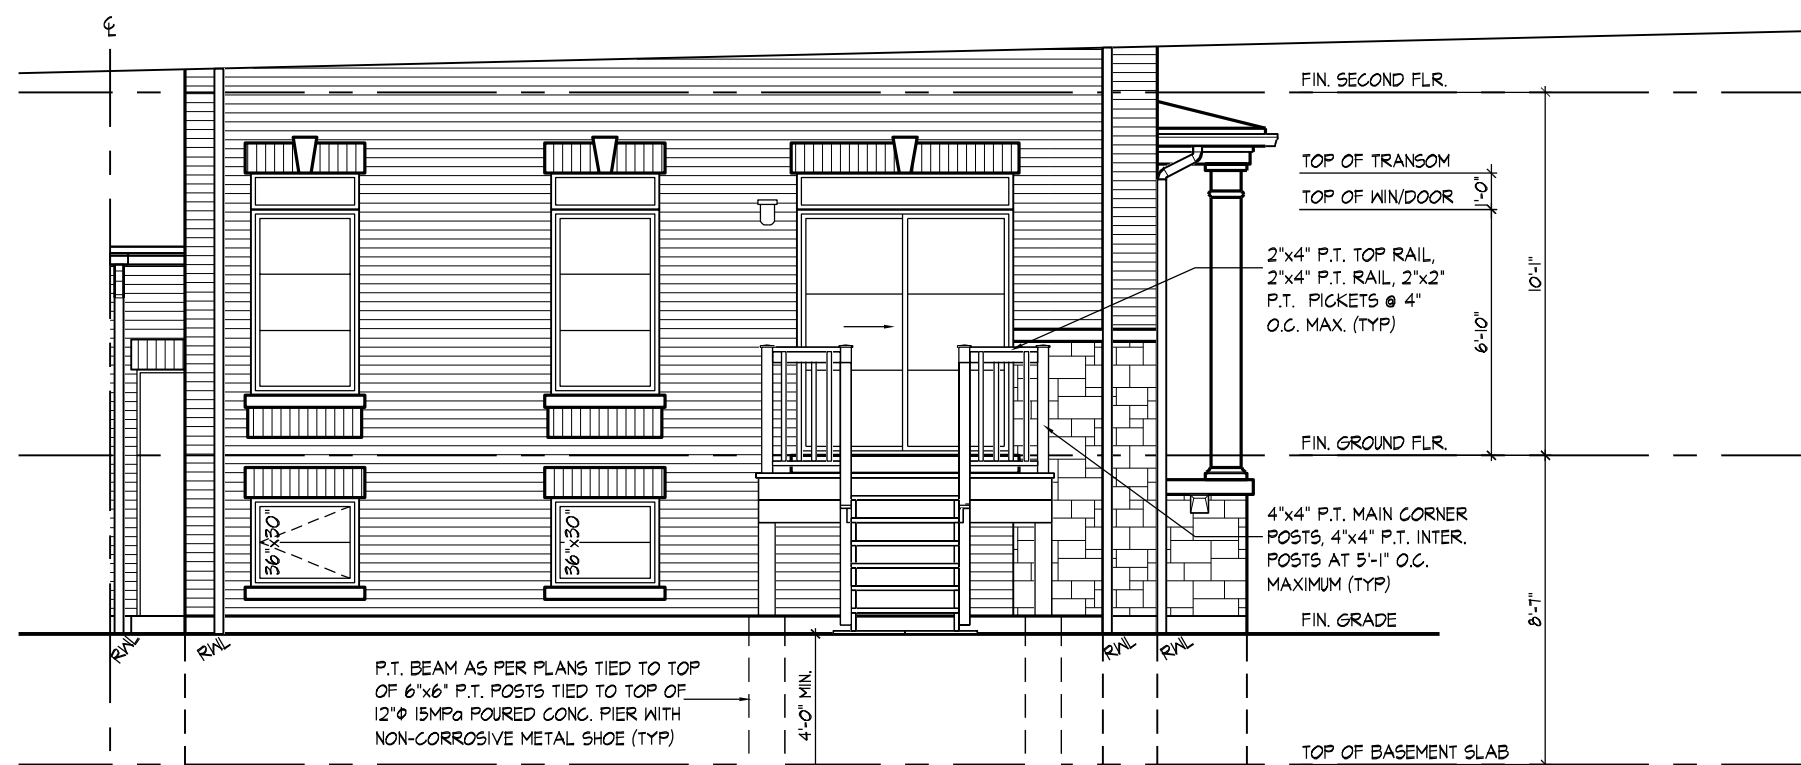 ℄
FIN. SECOND FLR.
TOP OF TRANSOM
1'-0"
TOP OF WIN/DOOR
2"x4" P.T. TOP RAIL,
2"x4" P.T. RAIL, 2"x2"
P.T. PICKETS @ 4"
O.C. MAX. (TYP)
10'-1"
6'-10"
FIN. GROUND FLR.
36"x30"
36"x30"
4"x4" P.T. MAIN CORNER
POSTS, 4"x4" P.T. INTER.
POSTS AT 5'-1" O.C.
MAXIMUM (TYP)
8'-7"
FIN. GRADE
RWL
RWL
RWL
RWL
P.T. BEAM AS PER PLANS TIED TO TOP
OF 6"x6" P.T. POSTS TIED TO TOP OF
12"Φ 15MPa POURED CONC. PIER WITH
NON-CORROSIVE METAL SHOE (TYP)
4'-0" MIN.
TOP OF BASEMENT SLAB